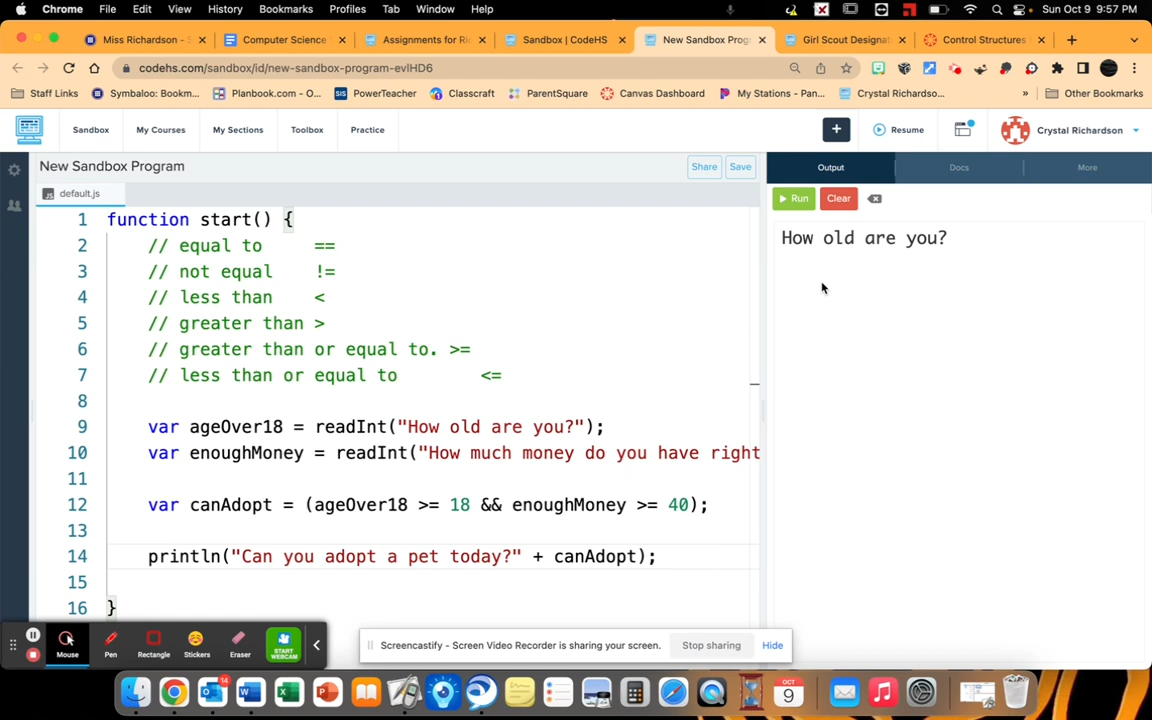 Chrome File Edit View History Bookmarks Profiles Tab Window Help Sun Oct 9 9:57 PM
Miss Richardson - S Computer Science Assignments for Ric Sandbox | CodeHS New Sandbox Prog Girl Scout Designat Control Structures
codehs.com/sandbox/id/new-sandbox-program-evIHD6
Staff Links Symbaloo: Bookm... Planbook.com - O... SIS PowerTeacher Classcraft ParentSquare Canvas Dashboard My Stations - Pan... Crystal Richardso... » Other Bookmarks
Sandbox My Courses My Sections Toolbox Practice + Resume Crystal Richardson
New Sandbox Program Share Save Output Docs More
default.js Run Clear
1 function start() {
2 // equal to ==
3 // not equal !=
4 // less than <
5 // greater than >
6 // greater than or equal to. >=
7 // less than or equal to <=
8
9 var ageOver18 = readInt("How old are you?");
10 var enoughMoney = readInt("How much money do you have right
11
12 var canAdopt = (ageOver18 >= 18 && enoughMoney >= 40);
13
14 println("Can you adopt a pet today?" + canAdopt);
15
16 }
How old are you?
Mouse Pen Rectangle Stickers Eraser START WEBCAM
Screencastify - Screen Video Recorder is sharing your screen. Stop sharing Hide
14
OCT
9